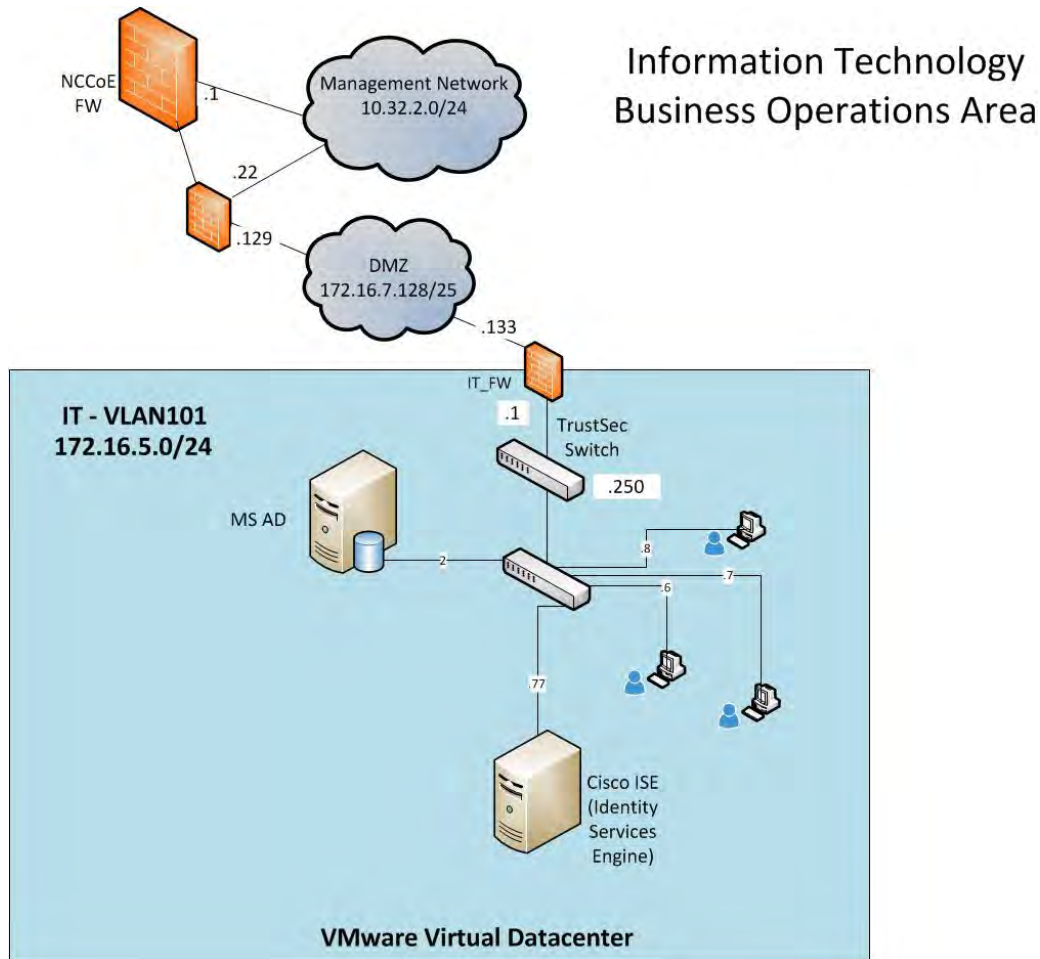 Information Technology
Business Operations Area
NCCoE
FW
.1
Management Network
10.32.2.0/24
.22
.129
DMZ
172.16.7.128/25
.133
IT_FW
IT - VLAN101
172.16.5.0/24
.1
TrustSec
Switch
.250
MS AD
2
.8
.7
.6
.77
Cisco ISE
(Identity
Services
Engine)
VMware Virtual Datacenter